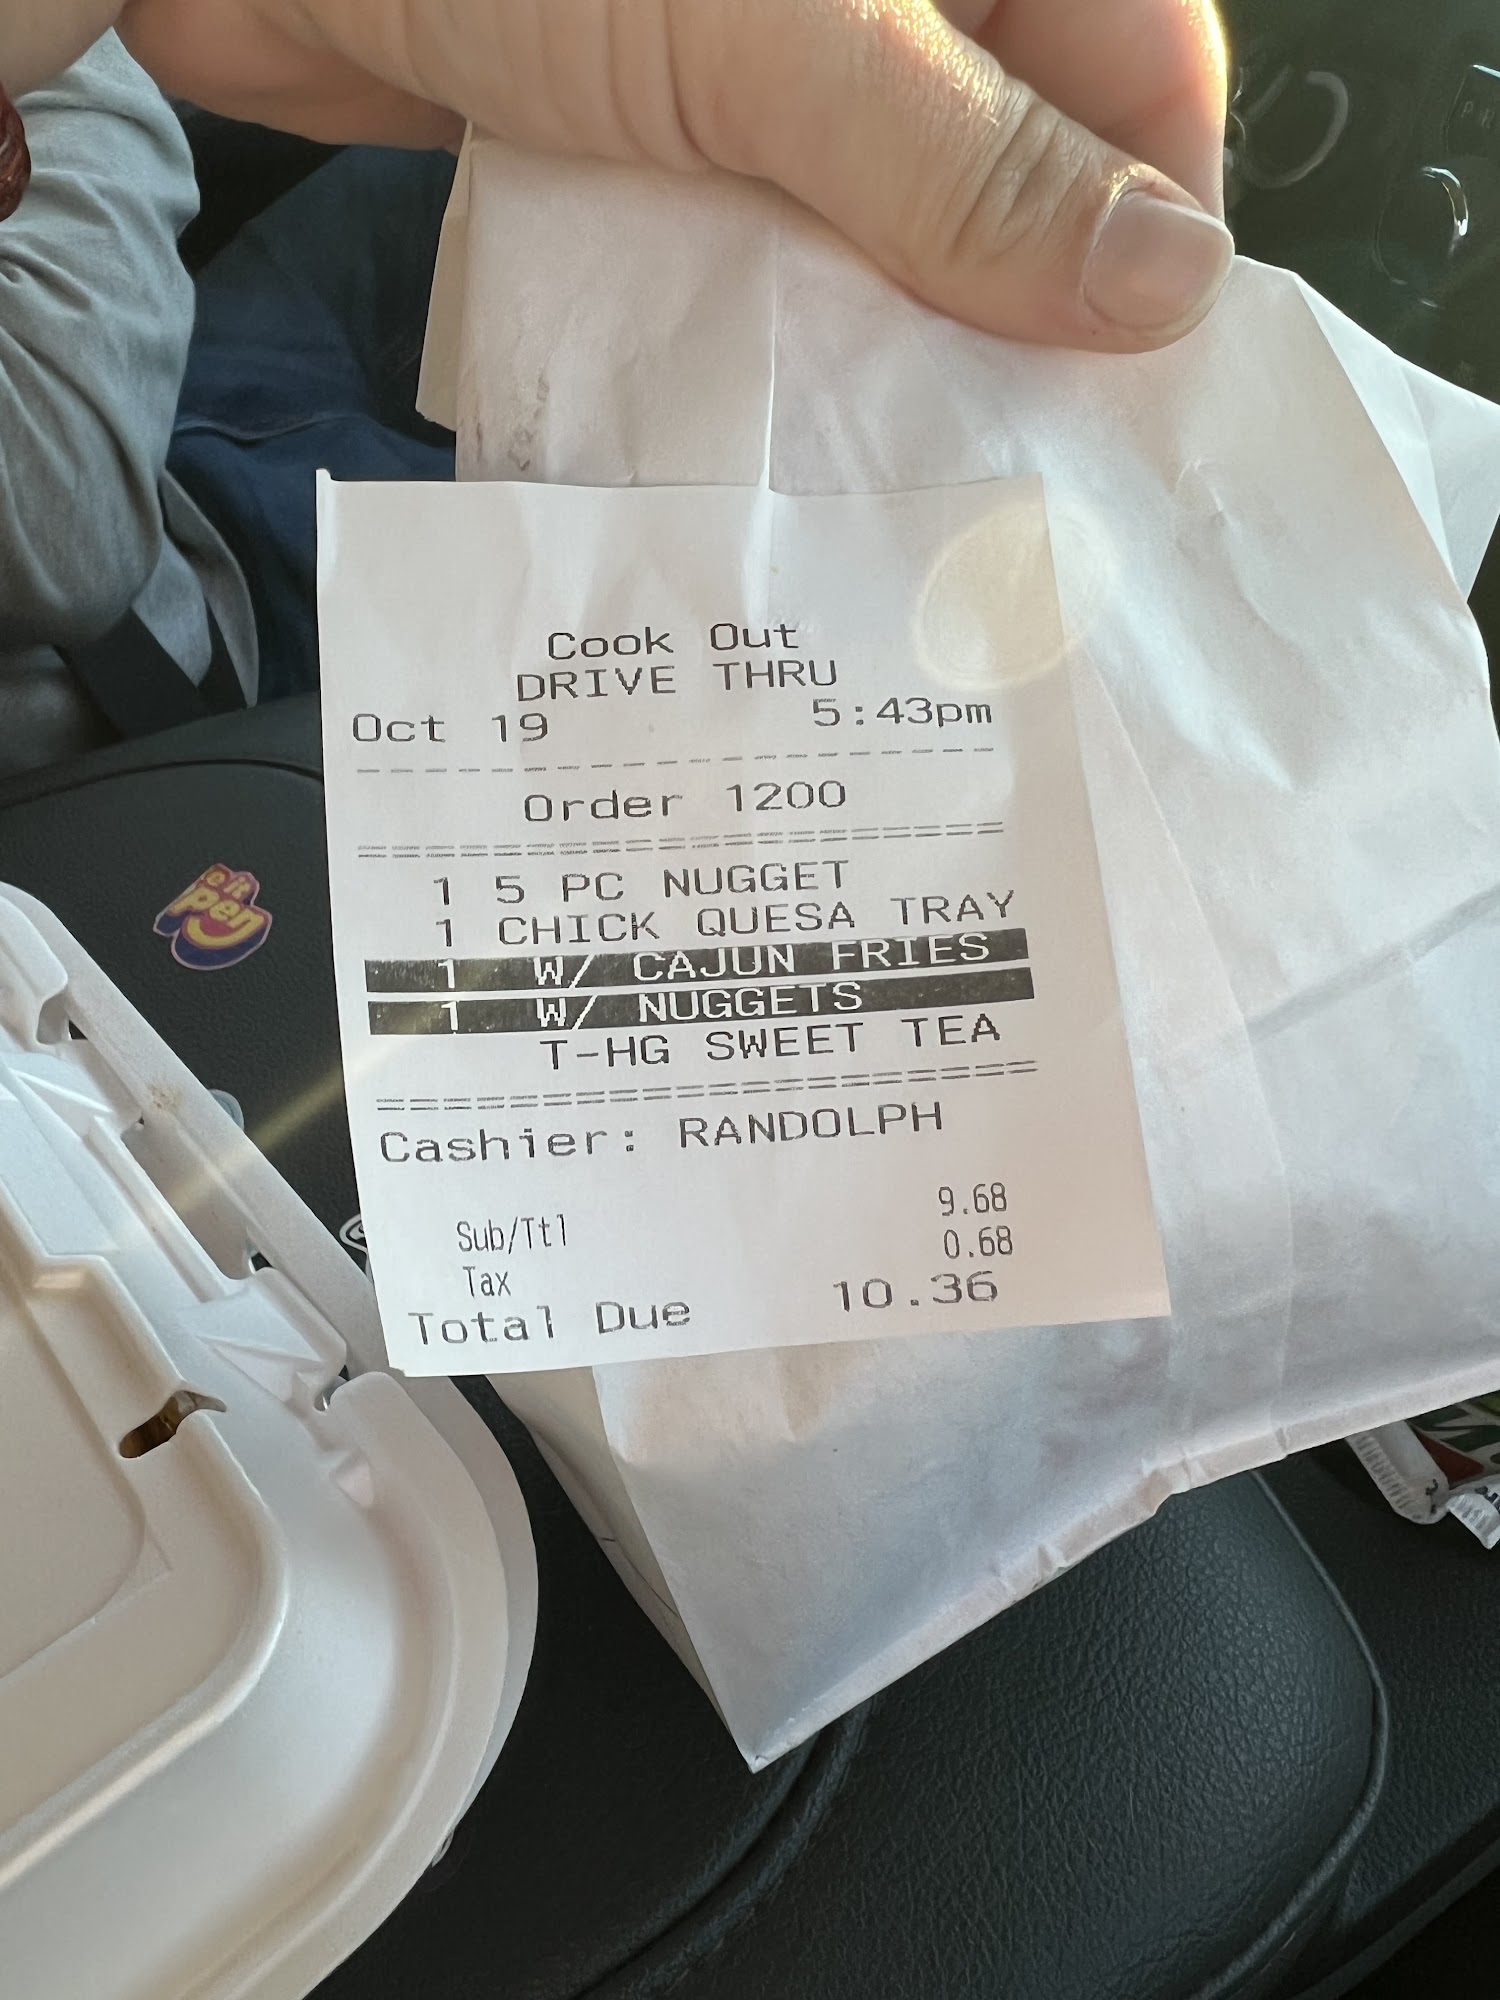 Cook Out
DRIVE THRU
Oct 19 5:43pm
Order 1200
1 5 PC NUGGET
1 CHICK QUESA TRAY
1 W/ CAJUN FRIES
1 W/ NUGGETS
T-HG SWEET TEA
Cashier: RANDOLPH
9.68
Sub/Ttl
0.68
Tax
Total Due 10.36